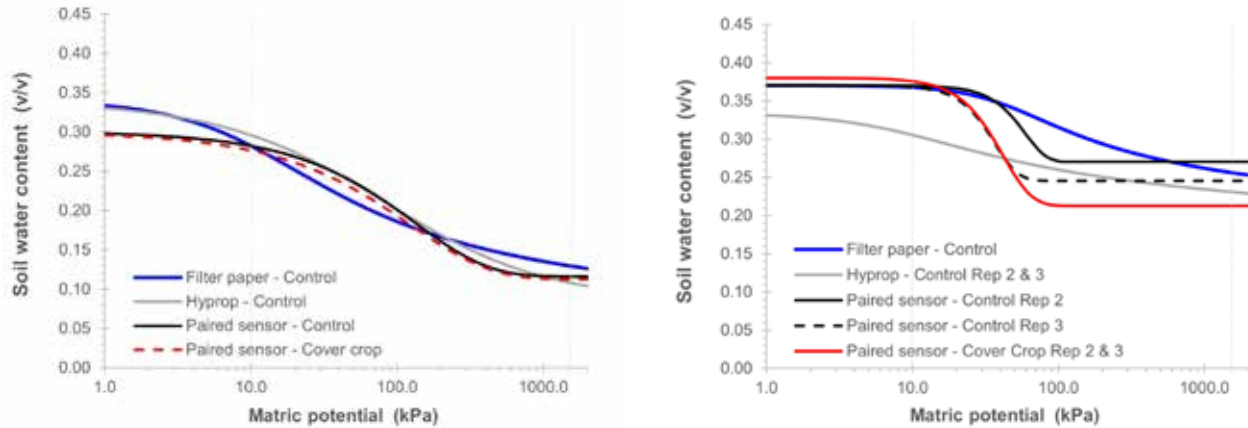 0.45
0.40
0.35
0.30
0.25
0.20
0.15
0.10
0.05
0.00
Soil water content (v/v)
Filter paper - Control
Hyprop - Control
Paired sensor - Control
Paired sensor - Cover crop
1.0 10.0 100.0 1000.0
Matric potential (kPa)
0.45
0.40
0.35
0.30
0.25
0.20
0.15
0.10
0.05
0.00
Soil water content (v/v)
Filter paper - Control
Hyprop - Control Rep 2 & 3
Paired sensor - Control Rep 2
Paired sensor - Control Rep 3
Paired sensor - Cover Crop Rep 2 & 3
1.0 10.0 100.0 1000.0
Matric potential (kPa)